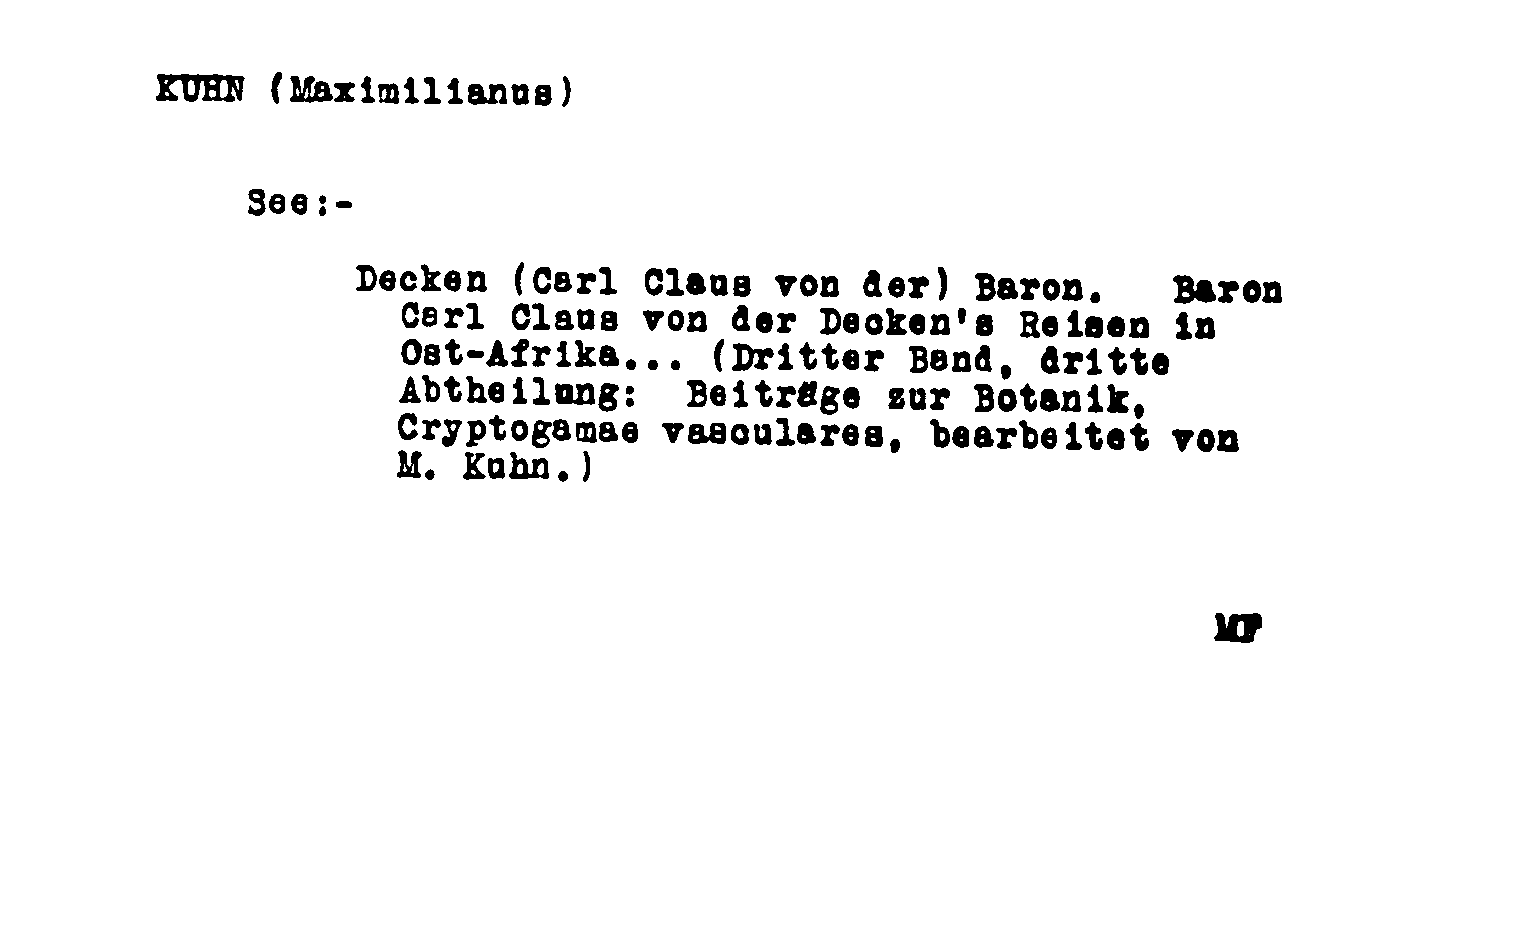 KUHN (Maximilianus)
See:-
Decken (Carl Claus von der) Baron. Baron
Carl Claus von der Decken's Reisen in
Ost-Afrika... (Dritter Band, dritte
Abtheilung: Beiträge zur Botanik,
Cryptogamae vasculares, bearbeitet von
M. Kuhn.)
MF